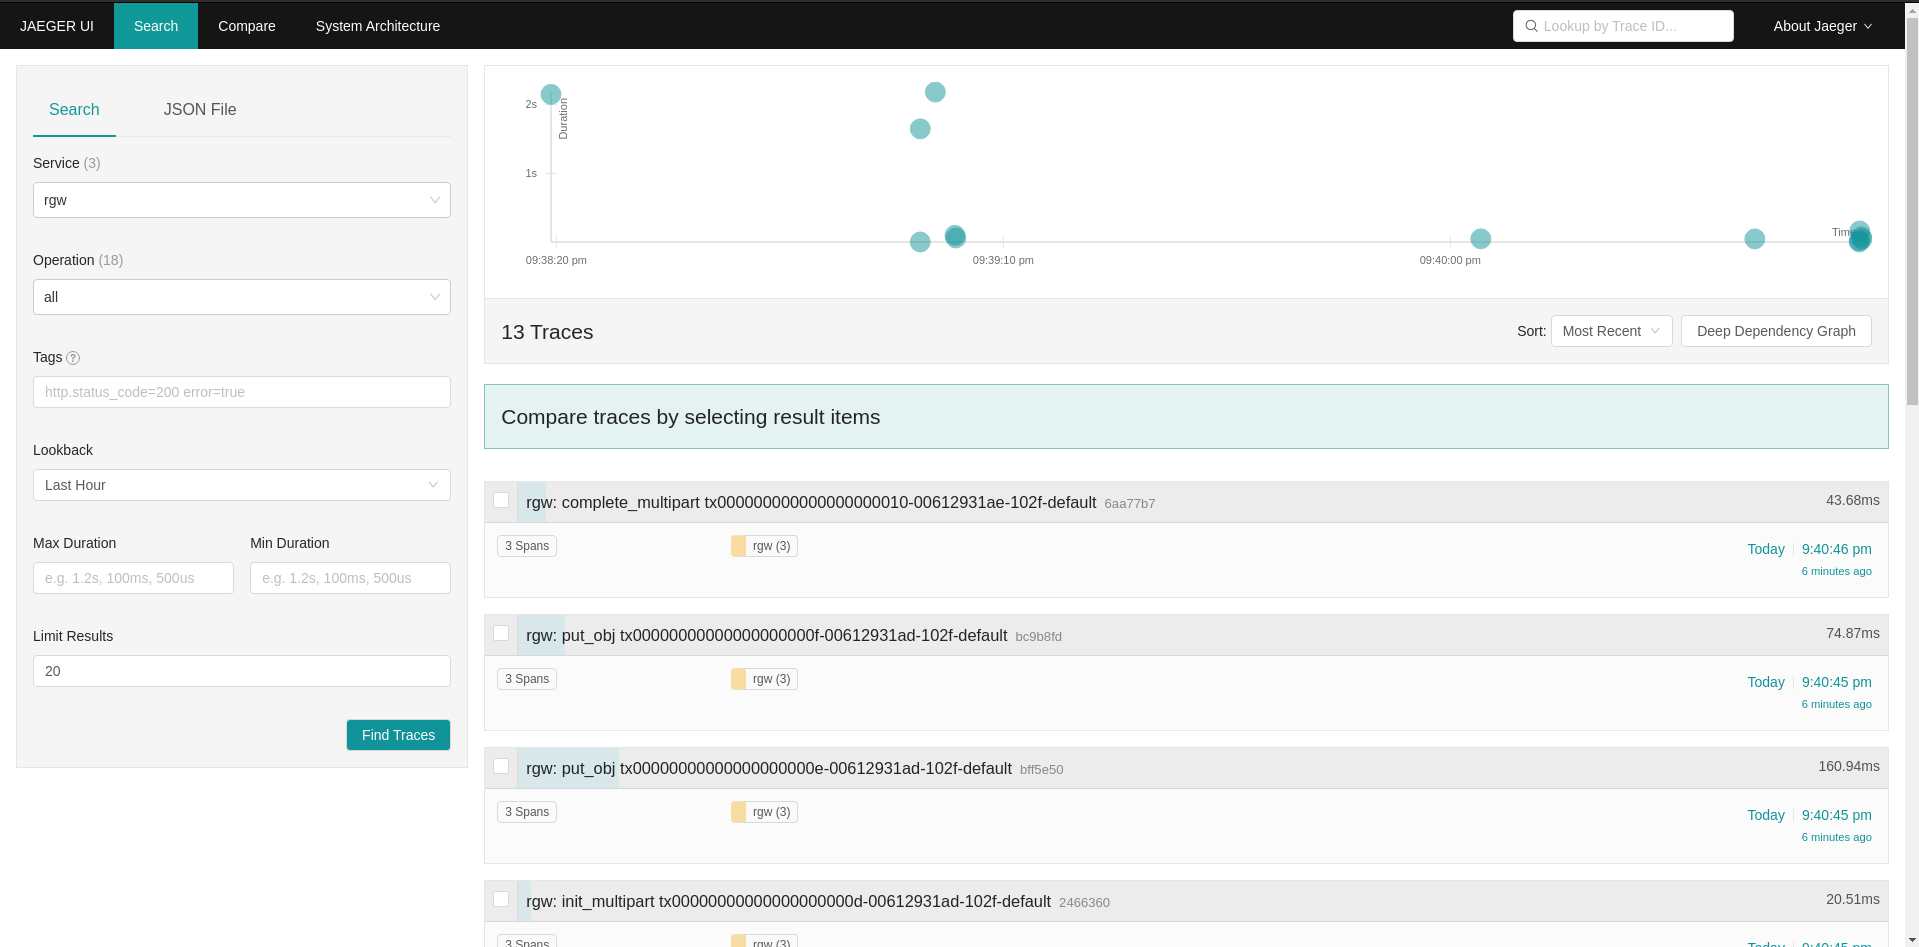 JAEGER UI Search Compare System Architecture Lookup by Trace ID... About Jaeger
Search JSON File
Service (3)
rgw
Operation (18)
all
Tags ?
http.status_code=200 error=true
Lookback
Last Hour
Max Duration Min Duration
e.g. 1.2s, 100ms, 500us e.g. 1.2s, 100ms, 500us
Limit Results
20
Find Traces
2s
Duration
1s
Time
09:38:20 pm 09:39:10 pm 09:40:00 pm
13 Traces Sort: Most Recent Deep Dependency Graph
Compare traces by selecting result items
rgw: complete_multipart tx000000000000000000010-00612931ae-102f-default 6aa77b7 43.68ms
3 Spans rgw (3) Today 9:40:46 pm
6 minutes ago
rgw: put_obj tx00000000000000000000f-00612931ad-102f-default bc9b8fd 74.87ms
3 Spans rgw (3) Today 9:40:45 pm
6 minutes ago
rgw: put_obj tx00000000000000000000e-00612931ad-102f-default bff5e50 160.94ms
3 Spans rgw (3) Today 9:40:45 pm
6 minutes ago
rgw: init_multipart tx00000000000000000000d-00612931ad-102f-default 2466360 20.51ms
3 Spans rgw (3) Today 9:40:45 pm